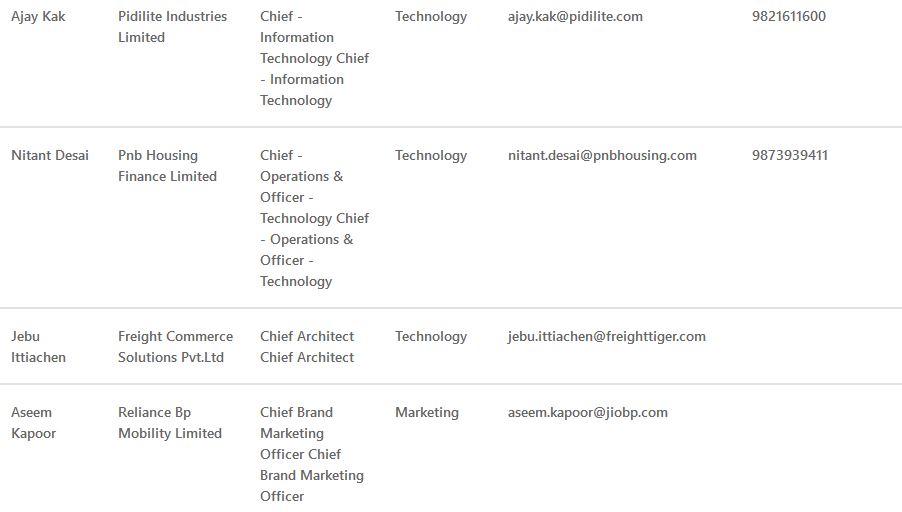 Ajay Kak Pidilite Industries Chief - Technology ajay.kak@pidilite.com 9821611600
Limited Information
Technology Chief
- Information
Technology
Nitant Desai Pnb Housing Chief - Technology nitant.desai@pnbhousing.com 9873939411
Finance Limited Operations &
Officer -
Technology Chief
- Operations &
Officer -
Technology
Jebu Freight Commerce Chief Architect Technology jebu.ittiachen@freighttiger.com
Ittiachen Solutions Pvt.Ltd Chief Architect
Aseem Reliance Bp Chief Brand Marketing aseem.kapoor@jiobp.com
Kapoor Mobility Limited Marketing
Officer Chief
Brand Marketing
Officer